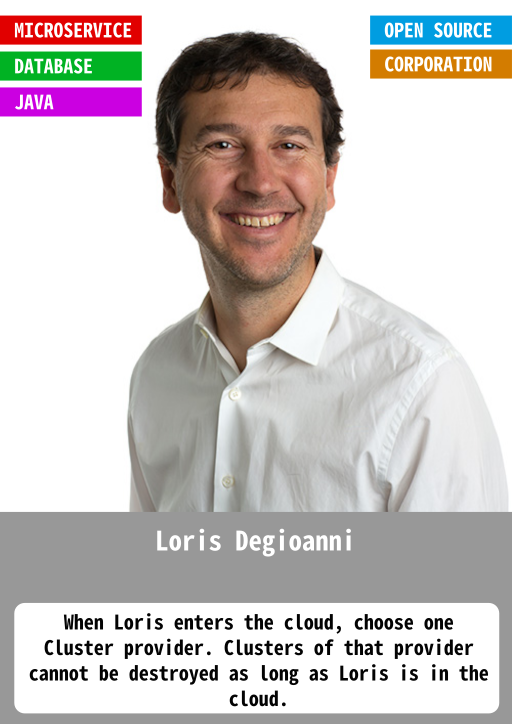 MICROSERVICE
DATABASE
JAVA
OPEN SOURCE
CORPORATION
Loris Degioanni
When Loris enters the cloud, choose one
Cluster provider. Clusters of that provider
cannot be destroyed as long as Loris is in the
cloud.